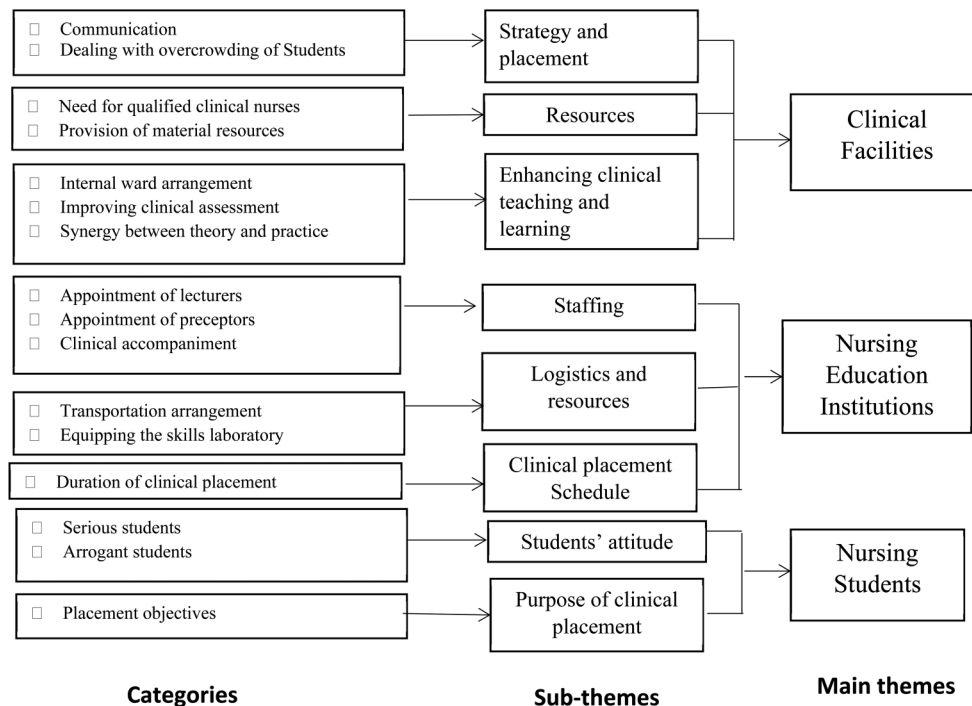 Communication
Dealing with overcrowding of Students
Strategy and
placement
Need for qualified clinical nurses
Provision of material resources
Resources
Clinical
Facilities
Internal ward arrangement
Improving clinical assessment
Synergy between theory and practice
Enhancing clinical
teaching and
learning
Appointment of lecturers
Appointment of preceptors
Clinical accompaniment
Staffing
Nursing
Education
Institutions
Transportation arrangement
Equipping the skills laboratory
Logistics and
resources
Duration of clinical placement
Clinical placement
Schedule
Serious students
Arrogant students
Students’ attitude
Nursing
Students
Placement objectives
Purpose of clinical
placement
Categories
Sub-themes
Main themes